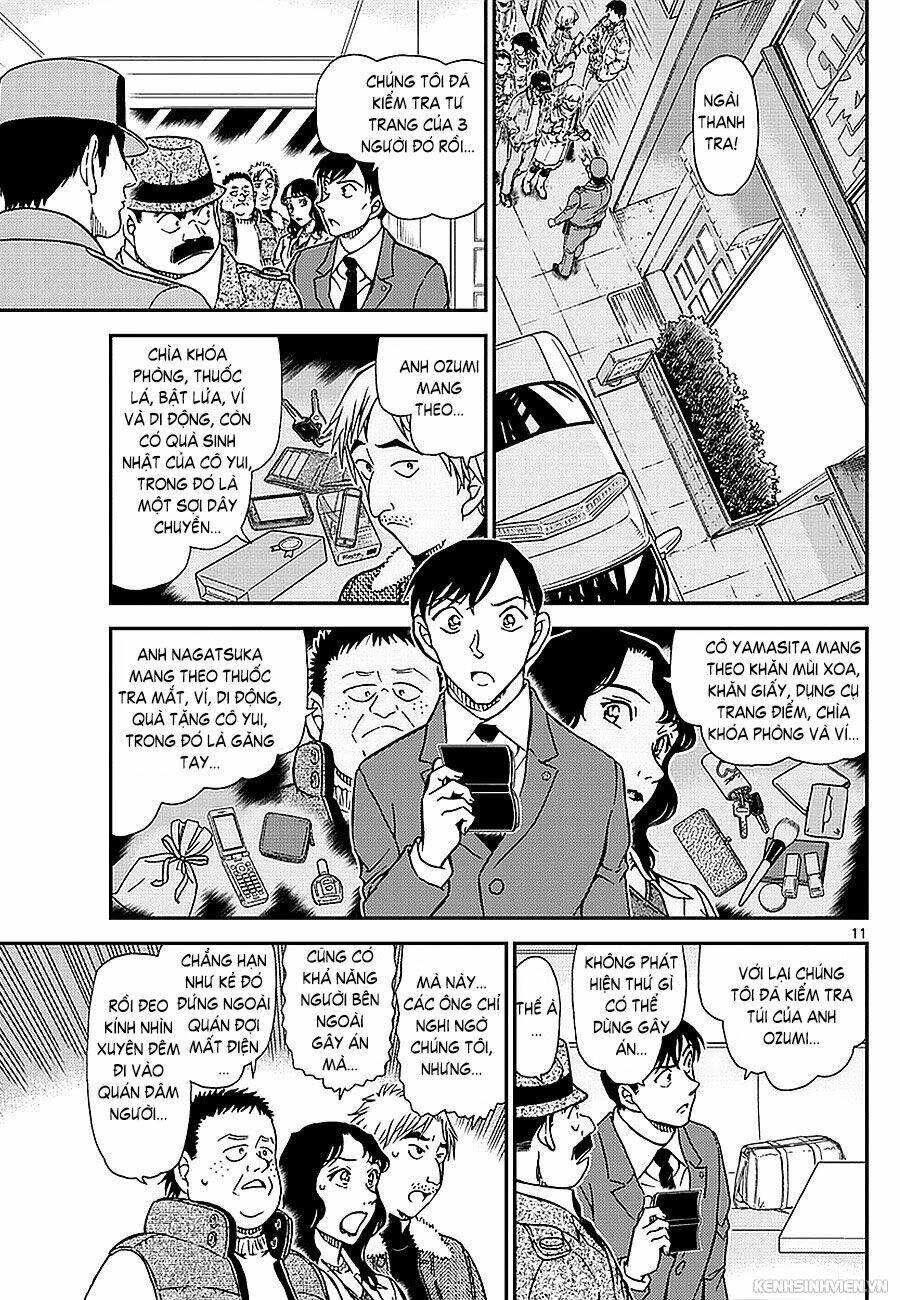 NGÀI
THANH
TRA!
CHÚNG TÔI ĐÃ
KIỂM TRA TƯ
TRANG CỦA 3
NGƯỜI ĐÓ RỒI...
ANH OZUMI
MANG
THEO...
CHÌA KHÓA
PHÒNG, THUỐC
LÁ, BẬT LỬA, VÍ
VÀ DI ĐỘNG, CÒN
CÓ QUÀ SINH
NHẬT CỦA CÔ YUI,
TRONG ĐÓ LÀ
MỘT SỢI DÂY
CHUYỀN...
CÔ YAMASITA MANG
THEO KHĂN MÙI XOA,
KHĂN GIẤY, DỤNG CỤ
TRANG ĐIỂM, CHÌA
KHÓA PHÒNG VÀ VÍ...
ANH NAGATSUKA
MANG THEO THUỐC
TRA MẮT, VÍ, DI ĐỘNG,
QUÀ TẶNG CÔ YUI,
TRONG ĐÓ LÀ GĂNG
TAY...
11
VỚI LẠI CHÚNG
TÔI ĐÃ KIỂM TRA
TÚI CỦA ANH
OZUMI...
KHÔNG PHÁT
HIỆN THỨ GÌ
CÓ THỂ
DÙNG GÂY
ÁN...
THẾ À
...
MÀ NÀY...
CÁC ÔNG CHỈ
NGHI NGỜ
CHÚNG TÔI,
NHƯNG...
CŨNG CÓ
KHẢ NĂNG
NGƯỜI BÊN
NGOÀI
GÂY ÁN
MÀ...
CHẲNG HẠN
NHƯ KẺ ĐÓ
ĐỨNG NGOÀI
QUÁN ĐỢI
MẤT ĐIỆN
...
RỒI ĐEO
KÍNH NHÌN
XUYÊN ĐÊM
ĐI VÀO
QUÁN ĐÂM
NGƯỜI...
KENHSINHVIEN.VN